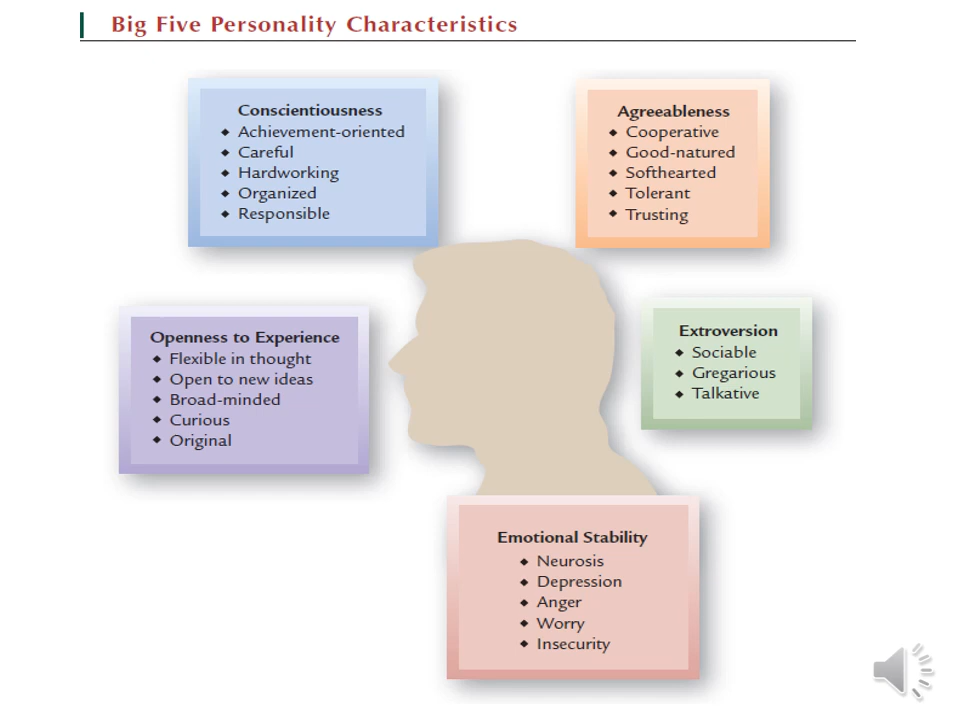 Big Five Personality Characteristics
Conscientiousness
◆ Achievement-oriented
◆ Careful
◆ Hardworking
◆ Organized
◆ Responsible
Agreeableness
◆ Cooperative
◆ Good-natured
◆ Softhearted
◆ Tolerant
◆ Trusting
Openness to Experience
◆ Flexible in thought
◆ Open to new ideas
◆ Broad-minded
◆ Curious
◆ Original
Extroversion
◆ Sociable
◆ Gregarious
◆ Talkative
Emotional Stability
◆ Neurosis
◆ Depression
◆ Anger
◆ Worry
◆ Insecurity